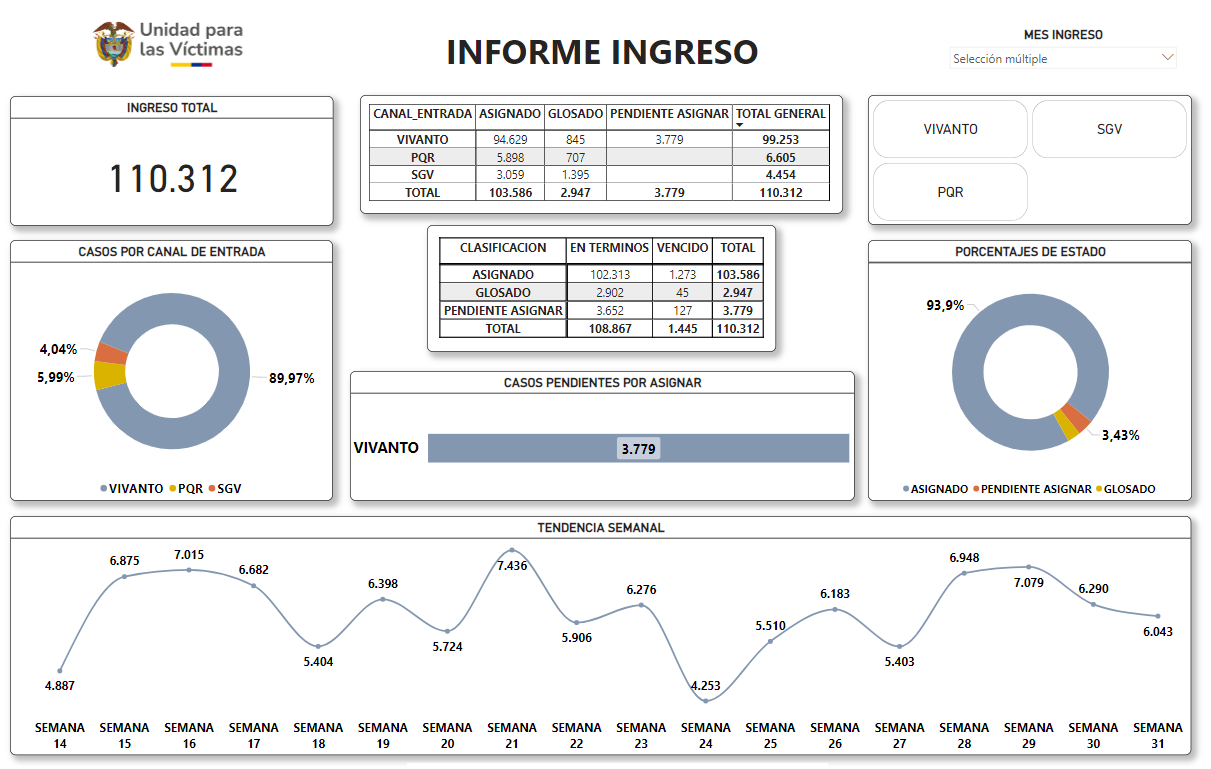 Unidad para
las Víctimas
INFORME INGRESO
MES INGRESO
Selección múltiple
INGRESO TOTAL
110.312
CANAL_ENTRADA ASIGNADO GLOSADO PENDIENTE ASIGNAR TOTAL GENERAL
VIVANTO 94.629 845 3.779 99.253
PQR 5.898 707 6.605
SGV 3.059 1.395 4.454
TOTAL 103.586 2.947 3.779 110.312
VIVANTO SGV
PQR
CASOS POR CANAL DE ENTRADA
4,04%
5,99%
89,97%
VIVANTO PQR SGV
CLASIFICACION EN TERMINOS VENCIDO TOTAL
ASIGNADO 102.313 1.273 103.586
GLOSADO 2.902 45 2.947
PENDIENTE ASIGNAR 3.652 127 3.779
TOTAL 108.867 1.445 110.312
CASOS PENDIENTES POR ASIGNAR
VIVANTO 3.779
PORCENTAJES DE ESTADO
93,9%
3,43%
ASIGNADO PENDIENTE ASIGNAR GLOSADO
TENDENCIA SEMANAL
4.887 6.875 7.015 6.682 5.404 6.398 5.724 7.436 5.906 6.276 4.253 5.510 6.183 5.403 6.948 7.079 6.290 6.043
SEMANA SEMANA SEMANA SEMANA SEMANA SEMANA SEMANA SEMANA SEMANA SEMANA SEMANA SEMANA SEMANA SEMANA SEMANA SEMANA SEMANA SEMANA
14 15 16 17 18 19 20 21 22 23 24 25 26 27 28 29 30 31